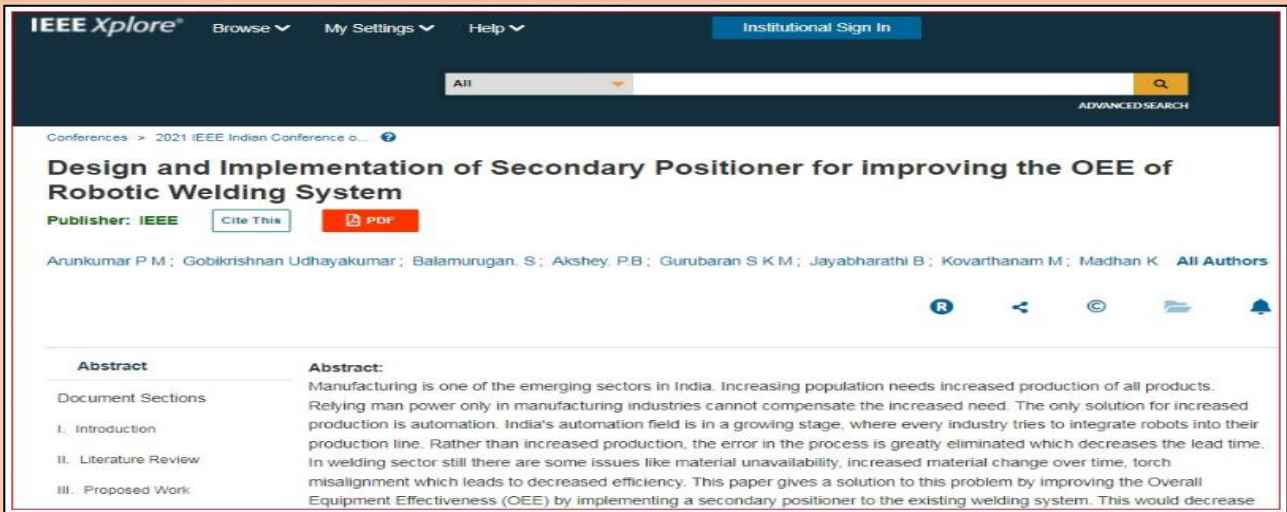 IEEE Xplore® Browse My Settings Help Institutional Sign In
All
ADVANCED SEARCH
Conferences > 2021 IEEE Indian Conference o...
Design and Implementation of Secondary Positioner for improving the OEE of
Robotic Welding System
Publisher: IEEE Cite This PDF
Arunkumar P M ; Gobikrishnan Udhayakumar ; Balamurugan. S ; Akshey. P.B ; Gurubaran S K M ; Jayabharathi B ; Kovarthanam M ; Madhan K All Authors
R ©
Abstract
Document Sections
I. Introduction
II. Literature Review
III. Proposed Work
Abstract:
Manufacturing is one of the emerging sectors in India. Increasing population needs increased production of all products.
Relying man power only in manufacturing industries cannot compensate the increased need. The only solution for increased
production is automation. India's automation field is in a growing stage, where every industry tries to integrate robots into their
production line. Rather than increased production, the error in the process is greatly eliminated which decreases the lead time.
In welding sector still there are some issues like material unavailability, increased material change over time, torch
misalignment which leads to decreased efficiency. This paper gives a solution to this problem by improving the Overall
Equipment Effectiveness (OEE) by implementing a secondary positioner to the existing welding system. This would decrease